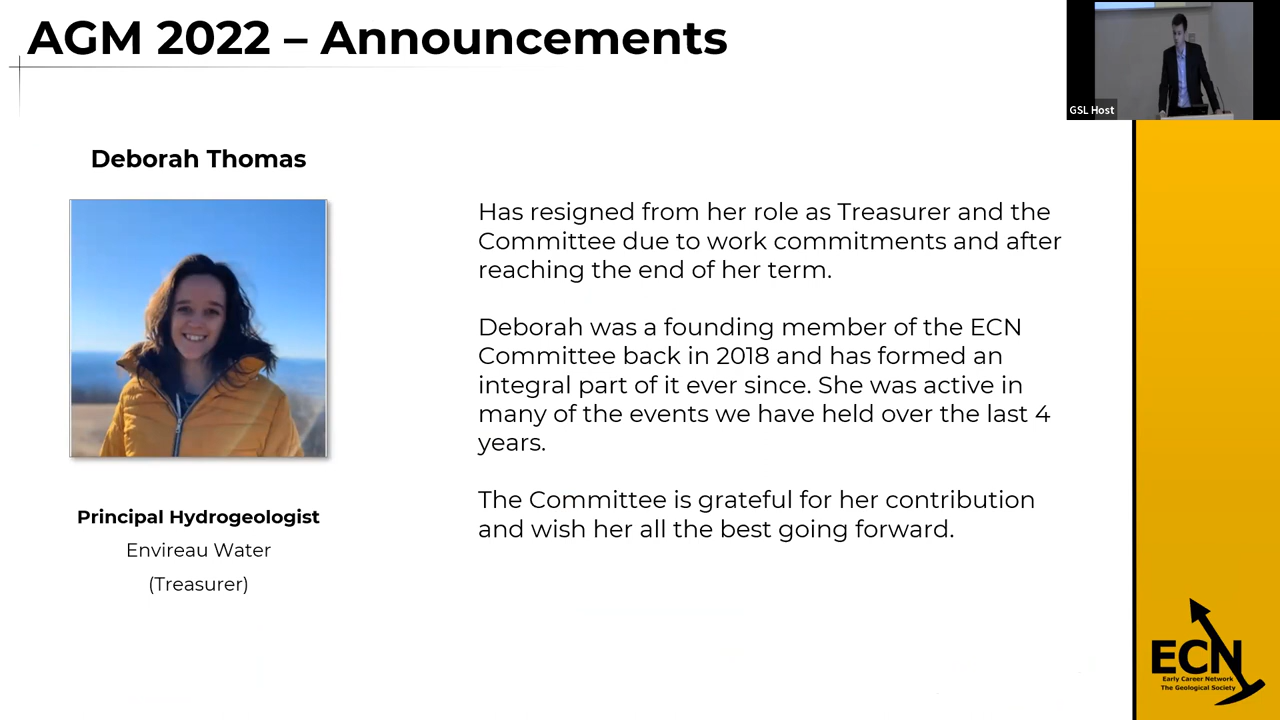 AGM 2022 – Announcements
GSL Host
Deborah Thomas
Has resigned from her role as Treasurer and the
Committee due to work commitments and after
reaching the end of her term.
Deborah was a founding member of the ECN
Committee back in 2018 and has formed an
integral part of it ever since. She was active in
many of the events we have held over the last 4
years.
The Committee is grateful for her contribution
and wish her all the best going forward.
Principal Hydrogeologist
Envireau Water
(Treasurer)
ECN
Early Career Network
The Geological Society